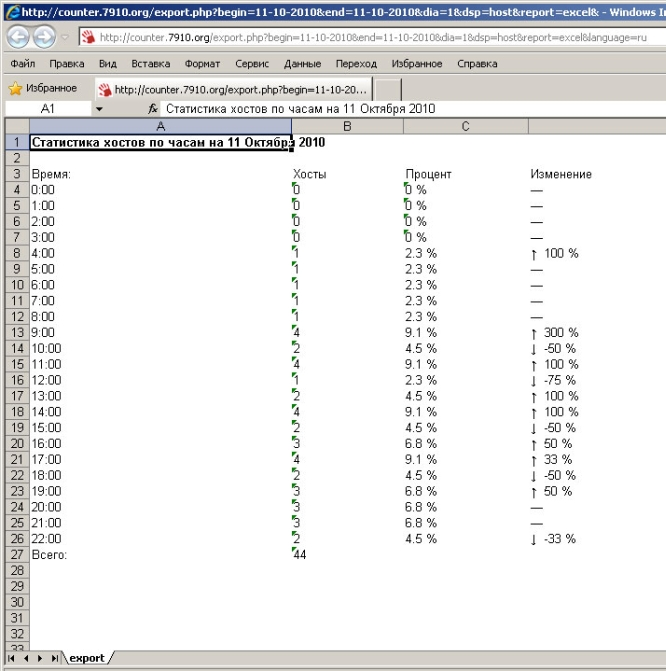 http://counter.7910.org/export.php?begin=11-10-2010&end=11-10-2010&dia=1&dsp=host&report=excel& - Windows I
http://counter.7910.org/export.php?begin=11-10-2010&end=11-10-2010&dia=1&dsp=host&report=excel&language=ru
Файл Правка Вид Вставка Формат Сервис Данные Переход Избранное Справка
Избранное http://counter.7910.org/export.php?begin=11-10-20...
A1 fx Статистика хостов по часам на 11 Октября 2010
A B C
1 Статистика хостов по часам на 11 Октября 2010
2
3 Время: Хосты Процент Изменение
4 0:00 0 0 % —
5 1:00 0 0 % —
6 2:00 0 0 % —
7 3:00 0 0 % —
8 4:00 1 2.3 % ↑ 100 %
9 5:00 1 2.3 % —
10 6:00 1 2.3 % —
11 7:00 1 2.3 % —
12 8:00 1 2.3 % —
13 9:00 4 9.1 % ↑ 300 %
14 10:00 2 4.5 % ↓ -50 %
15 11:00 4 9.1 % ↑ 100 %
16 12:00 1 2.3 % ↓ -75 %
17 13:00 2 4.5 % ↑ 100 %
18 14:00 4 9.1 % ↑ 100 %
19 15:00 2 4.5 % ↓ -50 %
20 16:00 3 6.8 % ↑ 50 %
21 17:00 4 9.1 % ↑ 33 %
22 18:00 2 4.5 % ↓ -50 %
23 19:00 3 6.8 % ↑ 50 %
24 20:00 3 6.8 % —
25 21:00 3 6.8 % —
26 22:00 2 4.5 % ↓ -33 %
27 Всего: 44
28
29
30
31
32
33
export